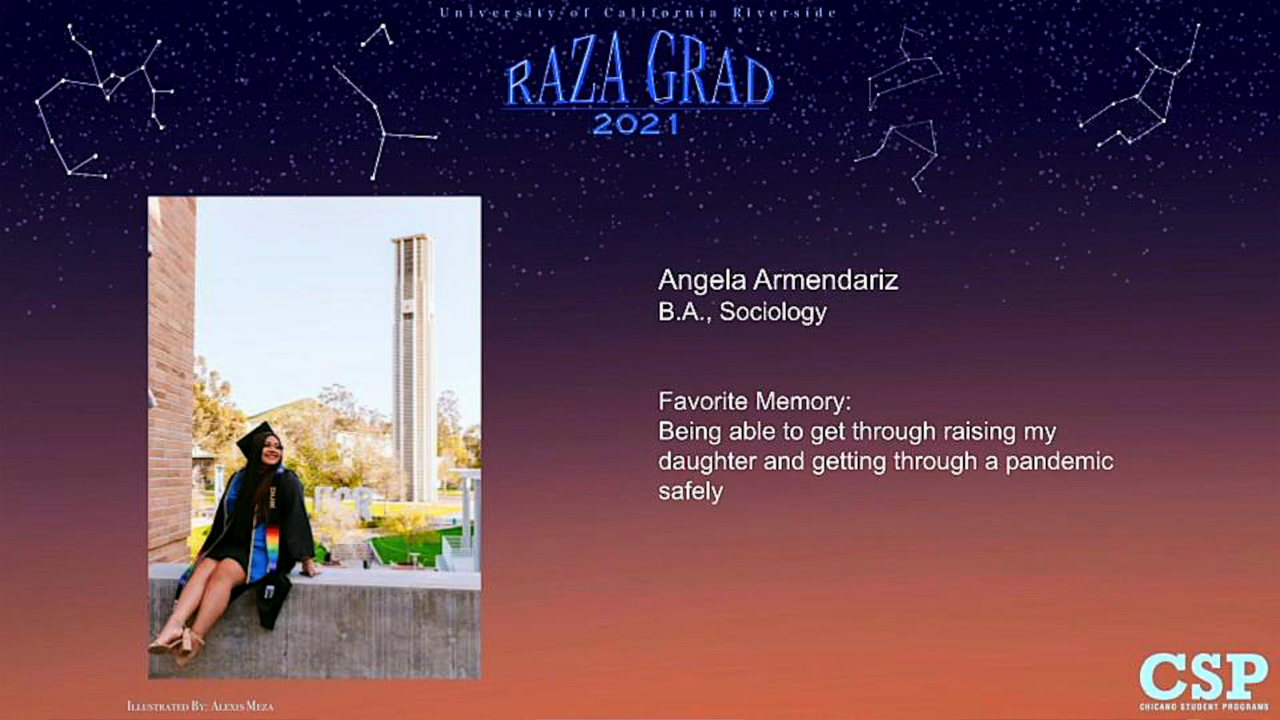 University of California Riverside
RAZA GRAD
2021
Angela Armendariz
B.A., Sociology
Favorite Memory:
Being able to get through raising my
daughter and getting through a pandemic
safely
UCR
Illustrated By: Alexis Meza
CSP
CHICANO STUDENT PROGRAMS